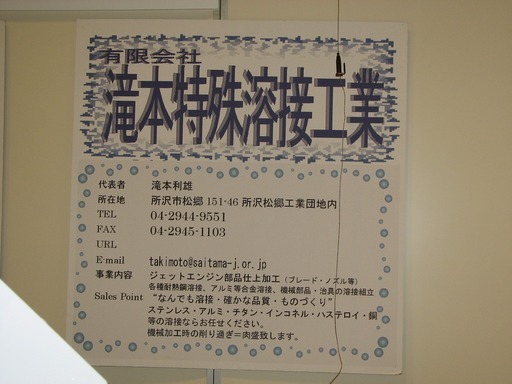 有限会社
滝本特殊溶接工業
代表者 滝本利雄
所在地 所沢市松郷 151-46 所沢松郷工業団地内
TEL 04-2944-9551
FAX 04-2945-1103
URL
E-mail takimoto@saitama-j.or.jp
事業内容 ジェットエンジン部品仕上加工（ブレード・ノズル等）
各種耐熱鋼溶接、アルミ等合金溶接、機械部品・治具の溶接組立
Sales Point “なんでも溶接・確かな品質・ものづくり”
ステンレス・アルミ・チタン・インコネル・ハステロイ・銅
等の溶接ならお任せください。
機械加工時の削り過ぎ＝肉盛致します。